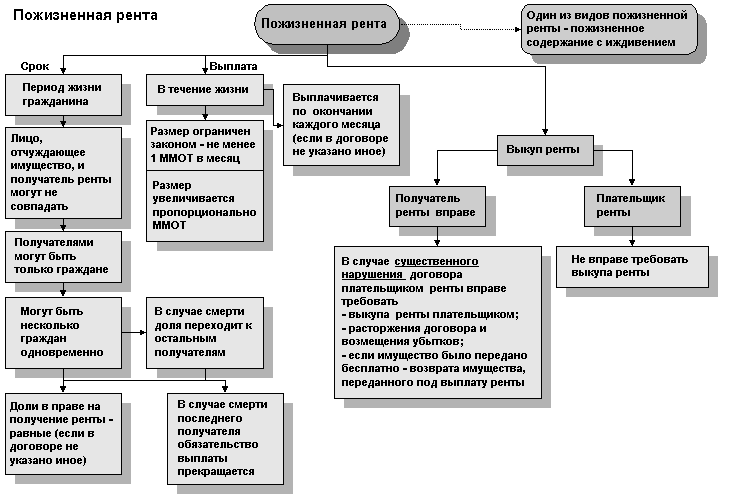 Пожизненная рента
Пожизненная рента
Один из видов пожизненной
ренты - пожизненное
содержание с иждивением
Срок
Период жизни
гражданина
Лицо,
отчуждающее
имущество, и
получатель ренты
могут не
совпадать
Получателями
могут быть
только граждане
Могут быть
несколько
граждан
одновременно
В случае смерти
доля переходит к
остальным
получателям
Доли в праве на
получение ренты -
равные (если в
договоре не
указано иное)
В случае смерти
последнего
получателя
обязательство
выплаты
прекращается
Выплата
В течение жизни
Размер ограничен
законом - не менее
1 ММОТ в месяц
Размер
увеличивается
пропорционально
ММОТ
Выплачивается
по окончании
каждого месяца
(если в договоре
не указано иное)
Выкуп ренты
Получатель
ренты вправе
В случае существенного
нарушения договора
плательщиком ренты вправе
требовать
- выкупа ренты плательщиком;
- расторжения договора и
возмещения убытков;
- если имущество было передано
бесплатно - возврата имущества,
переданного под выплату ренты
Плательщик
ренты
Не вправе требовать
выкупа ренты